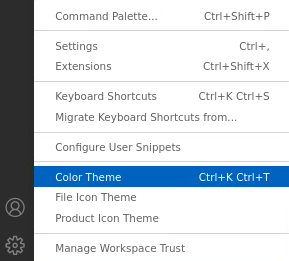 Command Palette... Ctrl+Shift+P
Settings Ctrl+,
Extensions Ctrl+Shift+X
Keyboard Shortcuts Ctrl+K Ctrl+S
Migrate Keyboard Shortcuts from...
Configure User Snippets
Color Theme Ctrl+K Ctrl+T
File Icon Theme
Product Icon Theme
Manage Workspace Trust